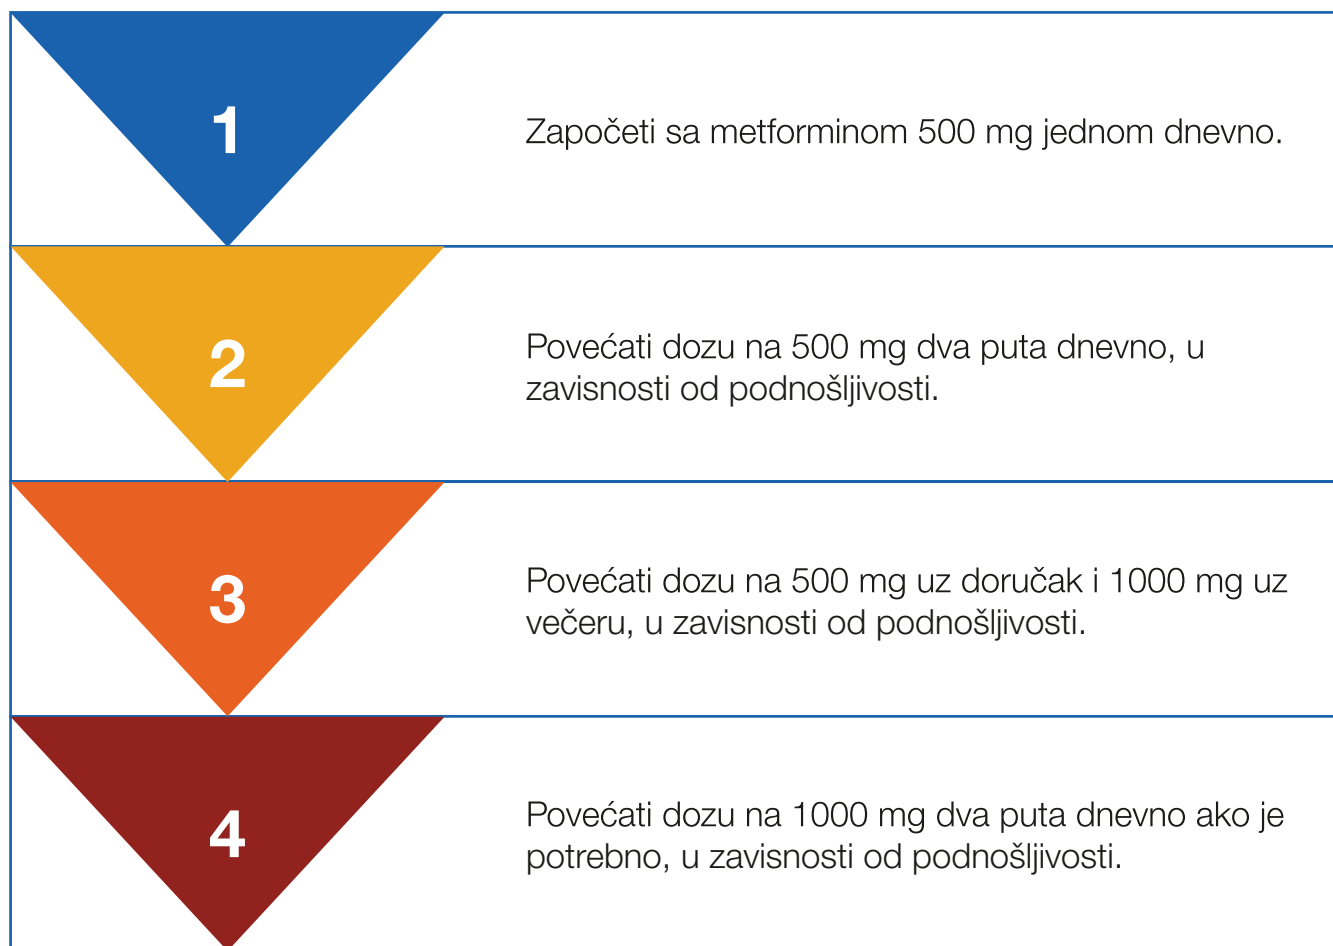 1
Započeti sa metforminom 500 mg jednom dnevno.
2
Povećati dozu na 500 mg dva puta dnevno, u
zavisnosti od podnošljivosti.
3
Povećati dozu na 500 mg uz doručak i 1000 mg uz
večeru, u zavisnosti od podnošljivosti.
4
Povećati dozu na 1000 mg dva puta dnevno ako je
potrebno, u zavisnosti od podnošljivosti.